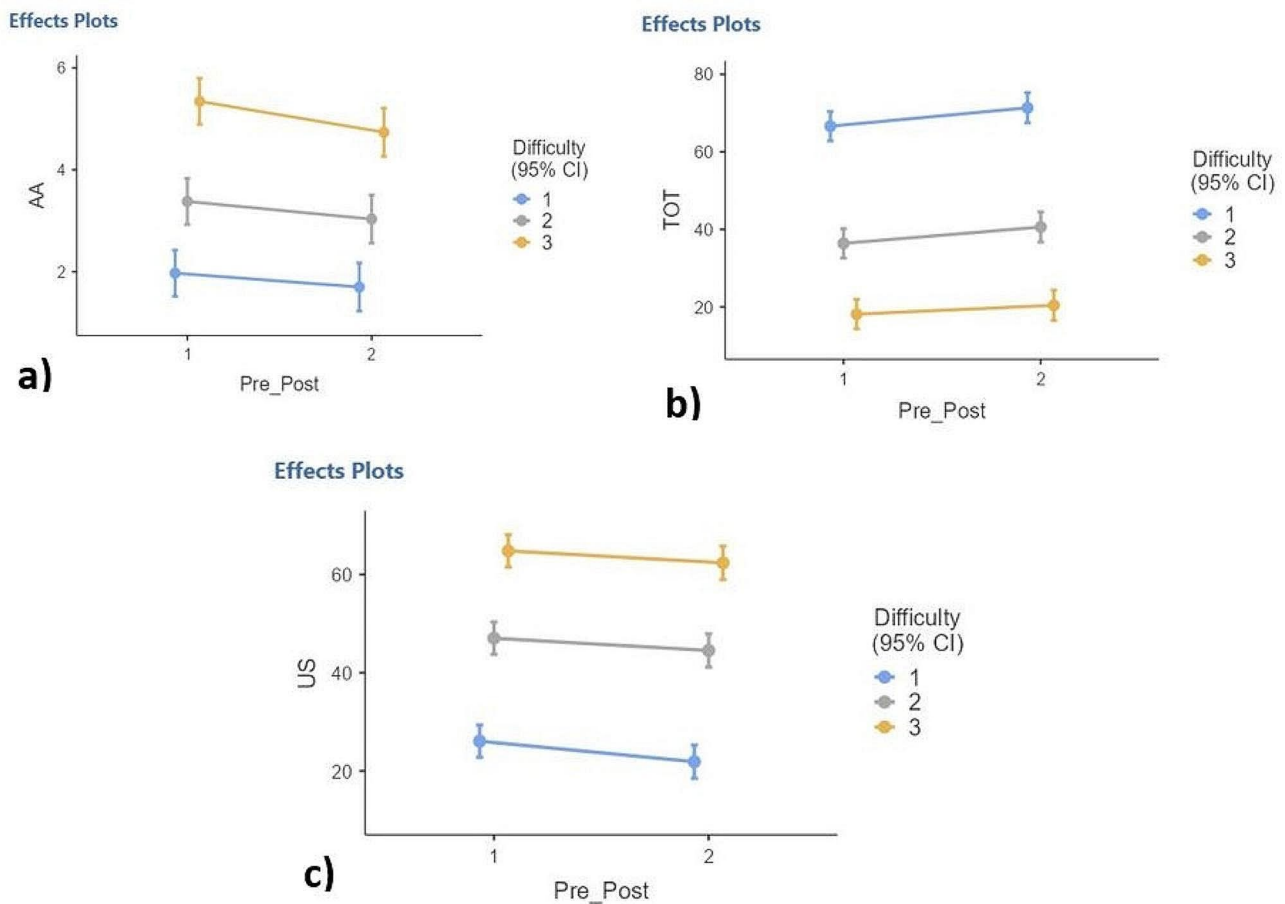 Effects Plots
6
4
2
AA
1 2
Pre_Post
Difficulty
(95% CI)
1
2
3
a)
Effects Plots
80
60
40
20
TOT
1 2
Pre_Post
Difficulty
(95% CI)
1
2
3
b)
Effects Plots
60
40
20
US
1 2
Pre_Post
Difficulty
(95% CI)
1
2
3
c)